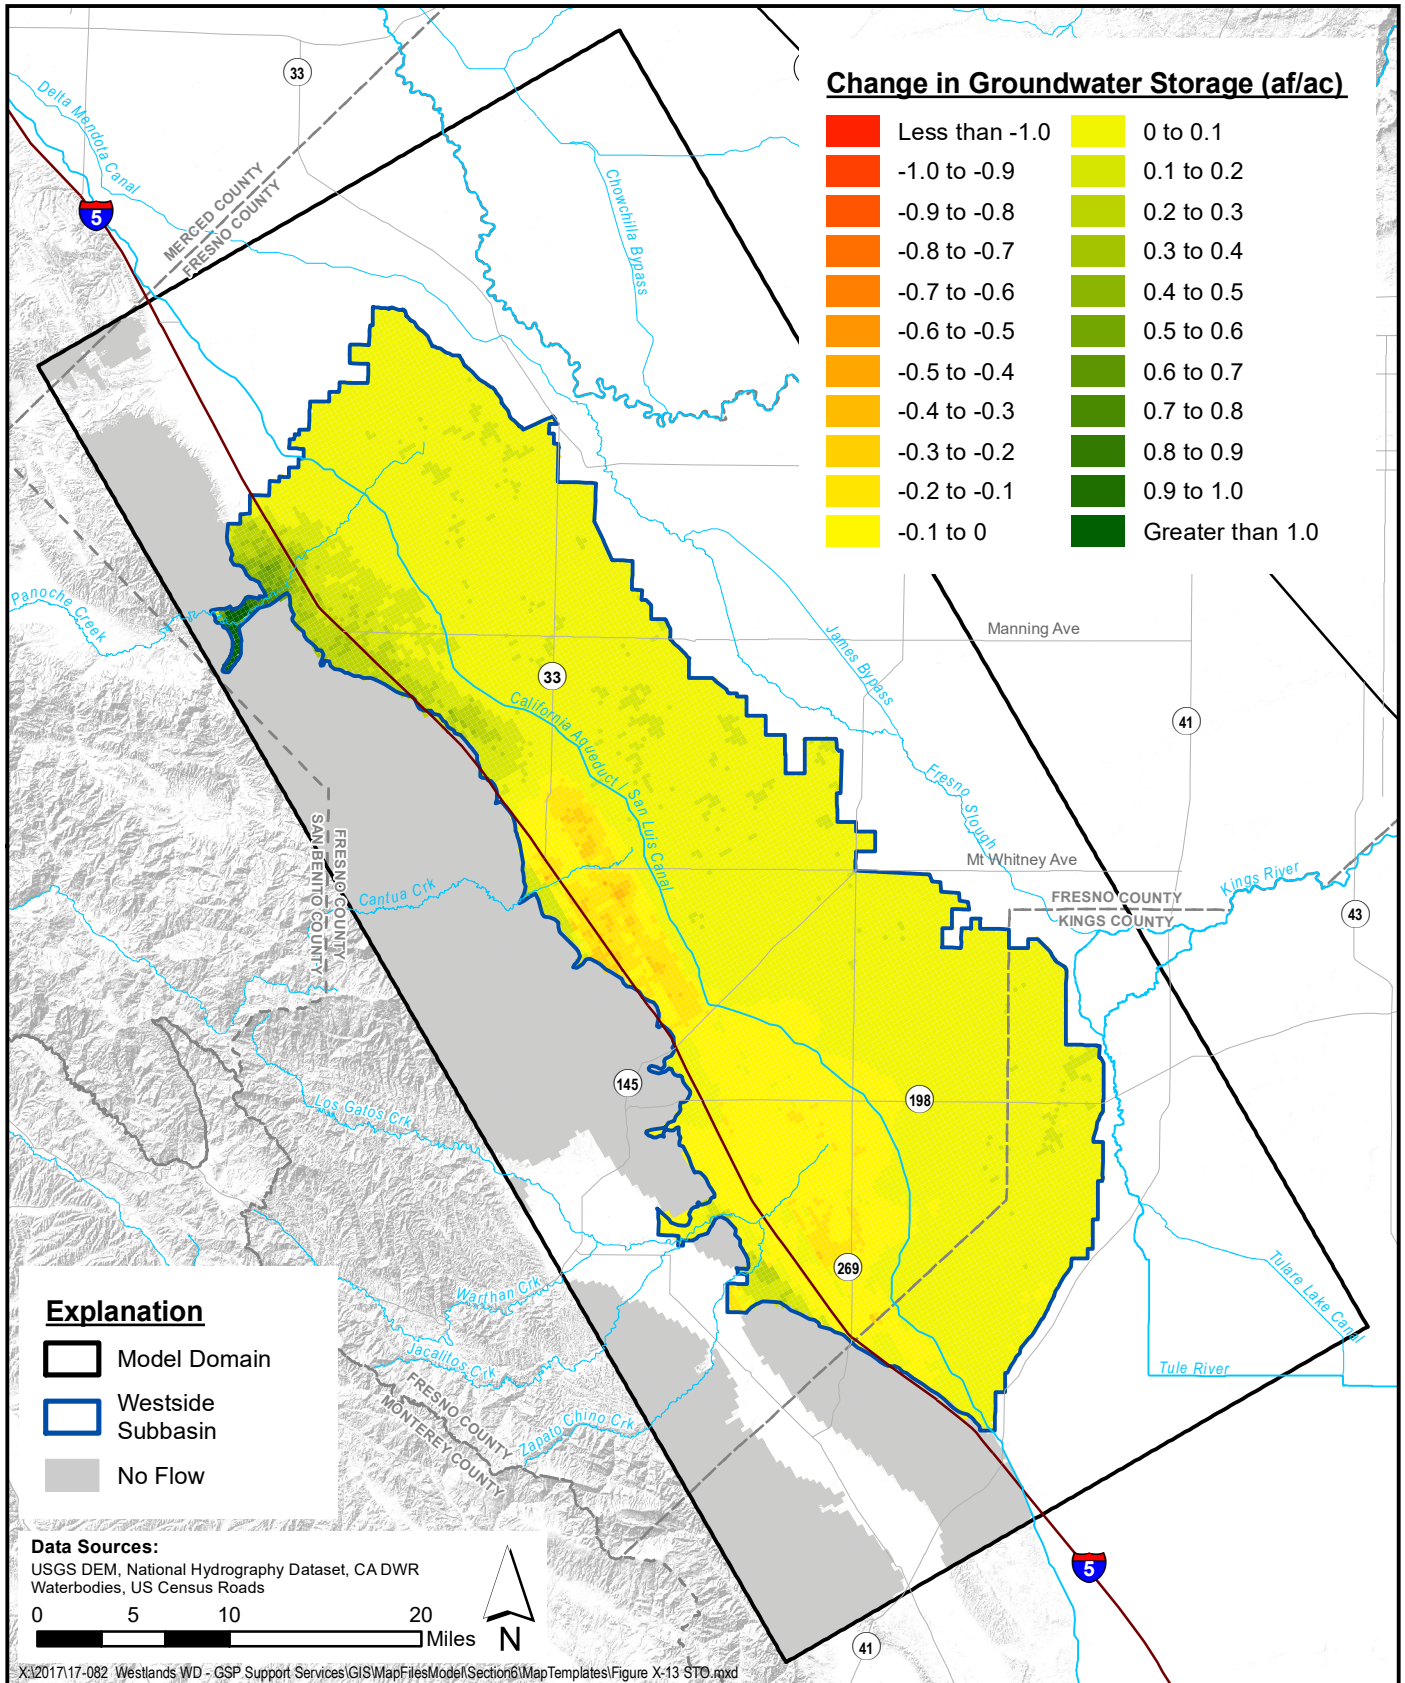 Change in Groundwater Storage (af/ac)
Less than -1.0
-1.0 to -0.9
-0.9 to -0.8
-0.8 to -0.7
-0.7 to -0.6
-0.6 to -0.5
-0.5 to -0.4
-0.4 to -0.3
-0.3 to -0.2
-0.2 to -0.1
-0.1 to 0
0 to 0.1
0.1 to 0.2
0.2 to 0.3
0.3 to 0.4
0.4 to 0.5
0.5 to 0.6
0.6 to 0.7
0.7 to 0.8
0.8 to 0.9
0.9 to 1.0
Greater than 1.0
33
Delta Mendota Canal
5
MERCED COUNTY
FRESNO COUNTY
Chowchilla Bypass
Panoche Creek
Manning Ave
James Bypass
33
California Aqueduct / San Luis Canal
41
Fresno Slough
SAN BENITO COUNTY
FRESNO COUNTY
Mt Whitney Ave
Kings River
FRESNO COUNTY
KINGS COUNTY
43
Cantua Crk
145
198
Los Gatos Crk
269
Warthan Crk
Tulare Lake Canal
Jacalitos Crk
Tule River
FRESNO COUNTY
MONTEREY COUNTY
Zapato Chino Crk
5
41
Explanation
Model Domain
Westside
Subbasin
No Flow
Data Sources:
USGS DEM, National Hydrography Dataset, CA DWR
Waterbodies, US Census Roads
0 5 10 20
Miles
N
X:\2017\17-082 Westlands WD - GSP Support Services\GIS\MapFilesModel\Section6\MapTemplates\Figure X-13 STO.mxd